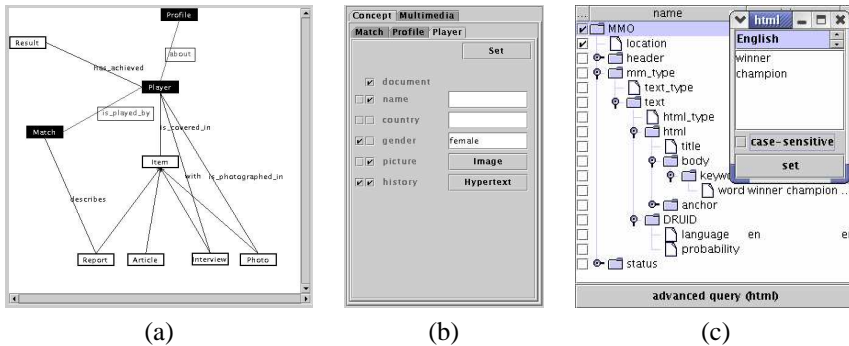 Profile
Result
about
has_achieved
Player
is_played_by
Match
is_covered_in
Item
with
is_photographed_in
describes
Report
Article
Interview
Photo
(a)
Concept Multimedia
Match Profile Player
Set
document
name
country
gender female
picture Image
history Hypertext
(b)
... name
MMO
location
header
mm_type
text_type
text
html_type
html
title
body
keywo
word winner champion ...
anchor
DRUID
language en e
probability
status
advanced query (html)
html
English
winner
champion
case-sensitive
set
(c)